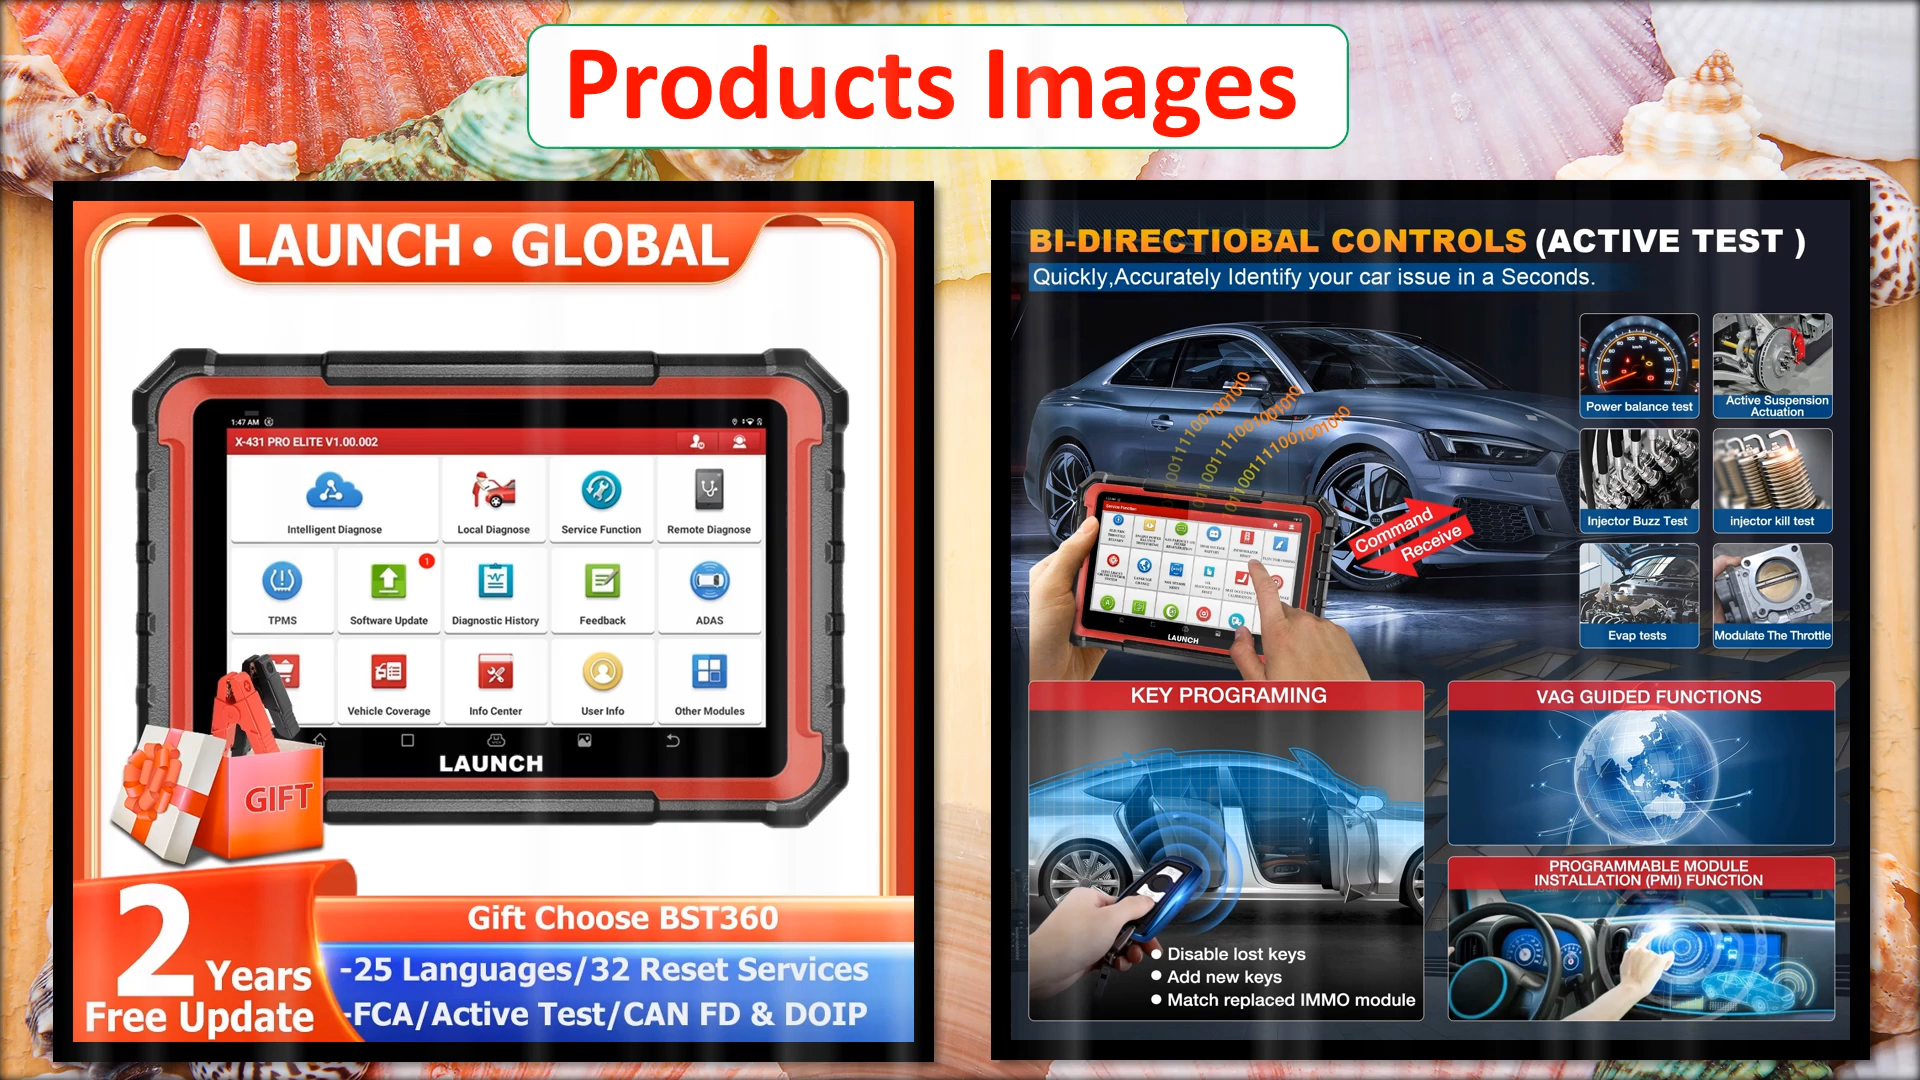 Products Images
LAUNCH • GLOBAL
1:47 AM
X-431 PRO ELITE V1.00.002
Intelligent Diagnose
Local Diagnose
Service Function
Remote Diagnose
TPMS
Software Update
1
Diagnostic History
Feedback
ADAS
Vehicle Coverage
Info Center
User Info
Other Modules
LAUNCH
GIFT
2 Years
Free Update
Gift Choose BST360
-25 Languages/32 Reset Services
-FCA/Active Test/CAN FD & DOIP
BI-DIRECTIOBAL CONTROLS (ACTIVE TEST )
Quickly,Accurately Identify your car issue in a Seconds.
Power balance test
Active Suspension
Actuation
Injector Buzz Test
injector kill test
Evap tests
Modulate The Throttle
Command
Receive
LAUNCH
KEY PROGRAMING
Disable lost keys
Add new keys
Match replaced IMMO module
VAG GUIDED FUNCTIONS
PROGRAMMABLE MODULE
INSTALLATION (PMI) FUNCTION